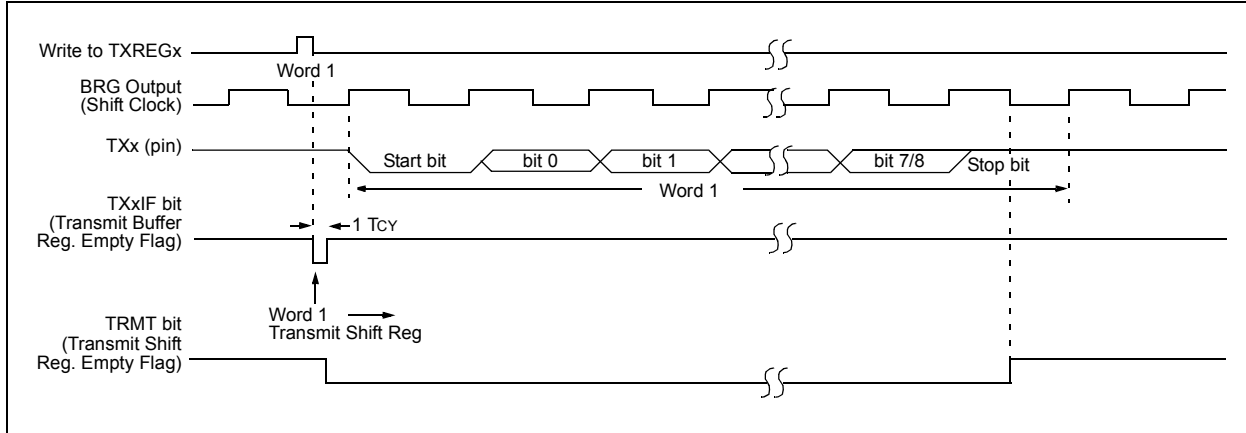 Write to TXREGx
Word 1
BRG Output
(Shift Clock)
TXx (pin)
Start bit
bit 0
bit 1
bit 7/8
Stop bit
Word 1
TXxIF bit
(Transmit Buffer
Reg. Empty Flag)
1 TCY
Word 1
Transmit Shift Reg
TRMT bit
(Transmit Shift
Reg. Empty Flag)